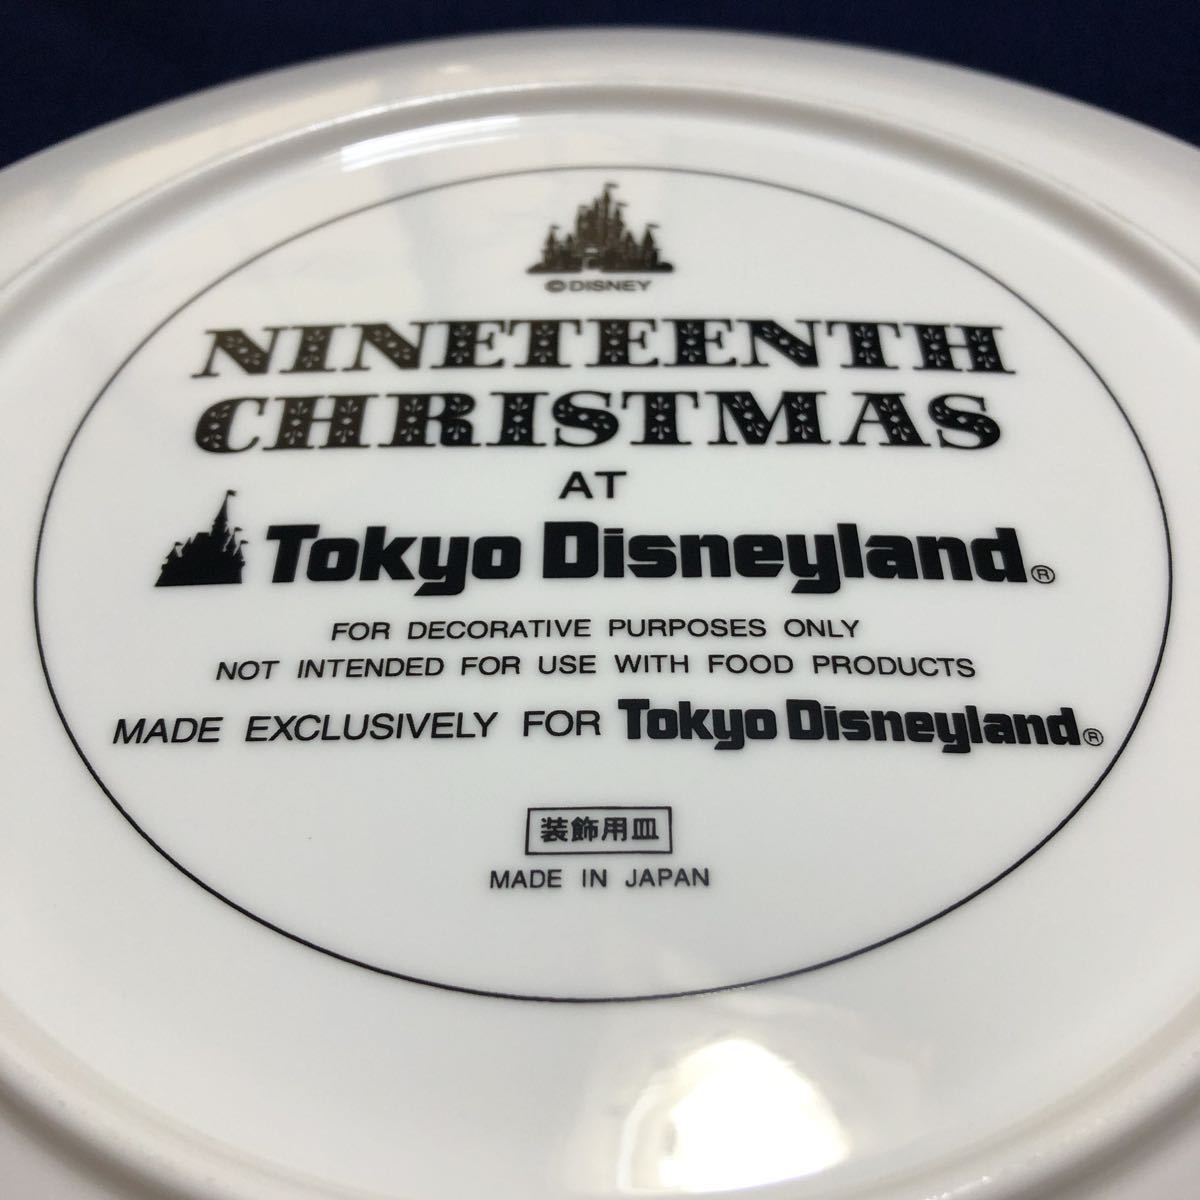 ©DISNEY
NINETEENTH
CHRISTMAS
AT
Tokyo Disneyland®
FOR DECORATIVE PURPOSES ONLY
NOT INTENDED FOR USE WITH FOOD PRODUCTS
MADE EXCLUSIVELY FOR Tokyo Disneyland®
装飾用皿
MADE IN JAPAN